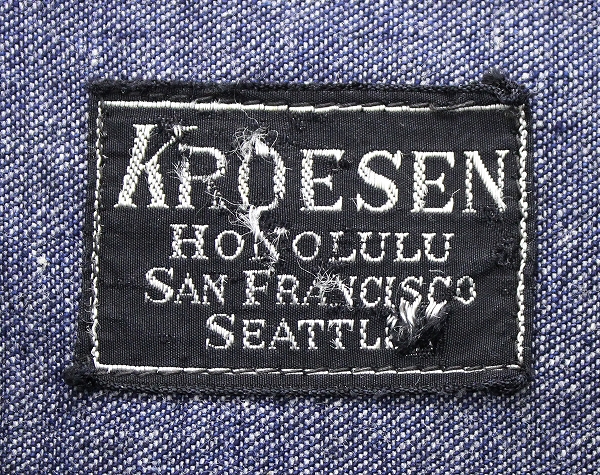 KROESEN
HONOLULU
SAN FRANCISCO
SEATTLE